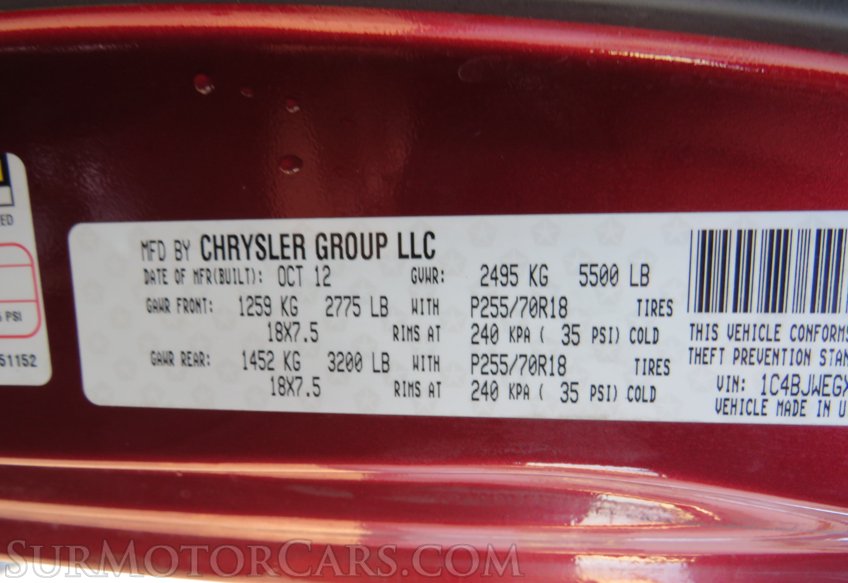 ED
PSI
51152
MFD BY CHRYSLER GROUP LLC
DATE OF MFR(BUILT): OCT 12 GVWR: 2495 KG 5500 LB
GAWR FRONT: 1259 KG 2775 LB WITH P255/70R18 TIRES
18X7.5 RIMS AT 240 KPA ( 35 PSI) COLD
GAWR REAR: 1452 KG 3200 LB WITH P255/70R18 TIRES
18X7.5 RIMS AT 240 KPA ( 35 PSI) COLD
THIS VEHICLE CONFORMS
THEFT PREVENTION STAN
VIN: 1C4BJWEGX
VEHICLE MADE IN U
SURMOTORCARS.COM